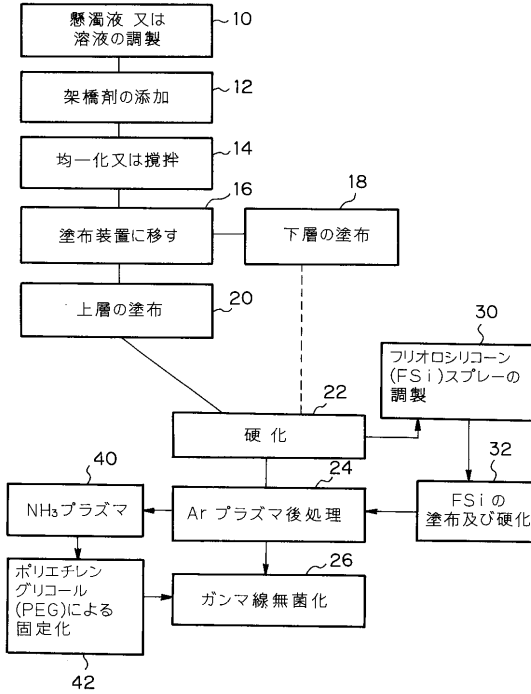 懸濁液 又は
溶液の調製
10
架橋剤の添加
12
均一化又は攪拌
14
塗布装置に移す
16
下層の塗布
18
上層の塗布
20
フリオロシリコーン
(FSi)スプレーの
調製
30
硬 化
22
NH₃プラズマ
40
Ar プラズマ後処理
24
FSiの
塗布及び硬化
32
ポリエチレン
グリコール
(PEG)による
固定化
42
ガンマ線無菌化
26